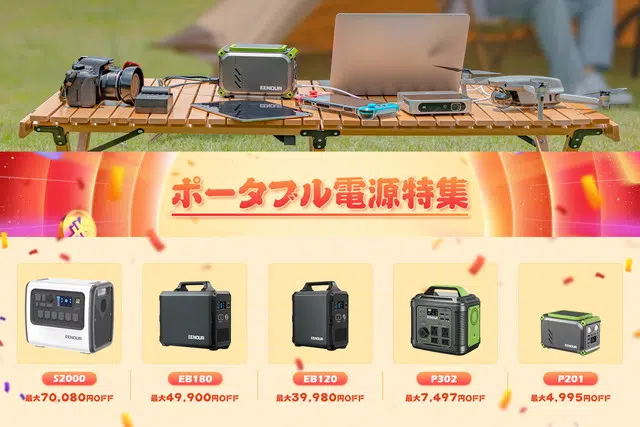 EENOUR
ポータブル電源特集
EENOUR
EENOUR
EENOUR
EENOUR
S2000
EB180
EB120
P302
P201
最大70,080円OFF
最大49,900円OFF
最大39,980円OFF
最大7,497円OFF
最大4,995円OFF